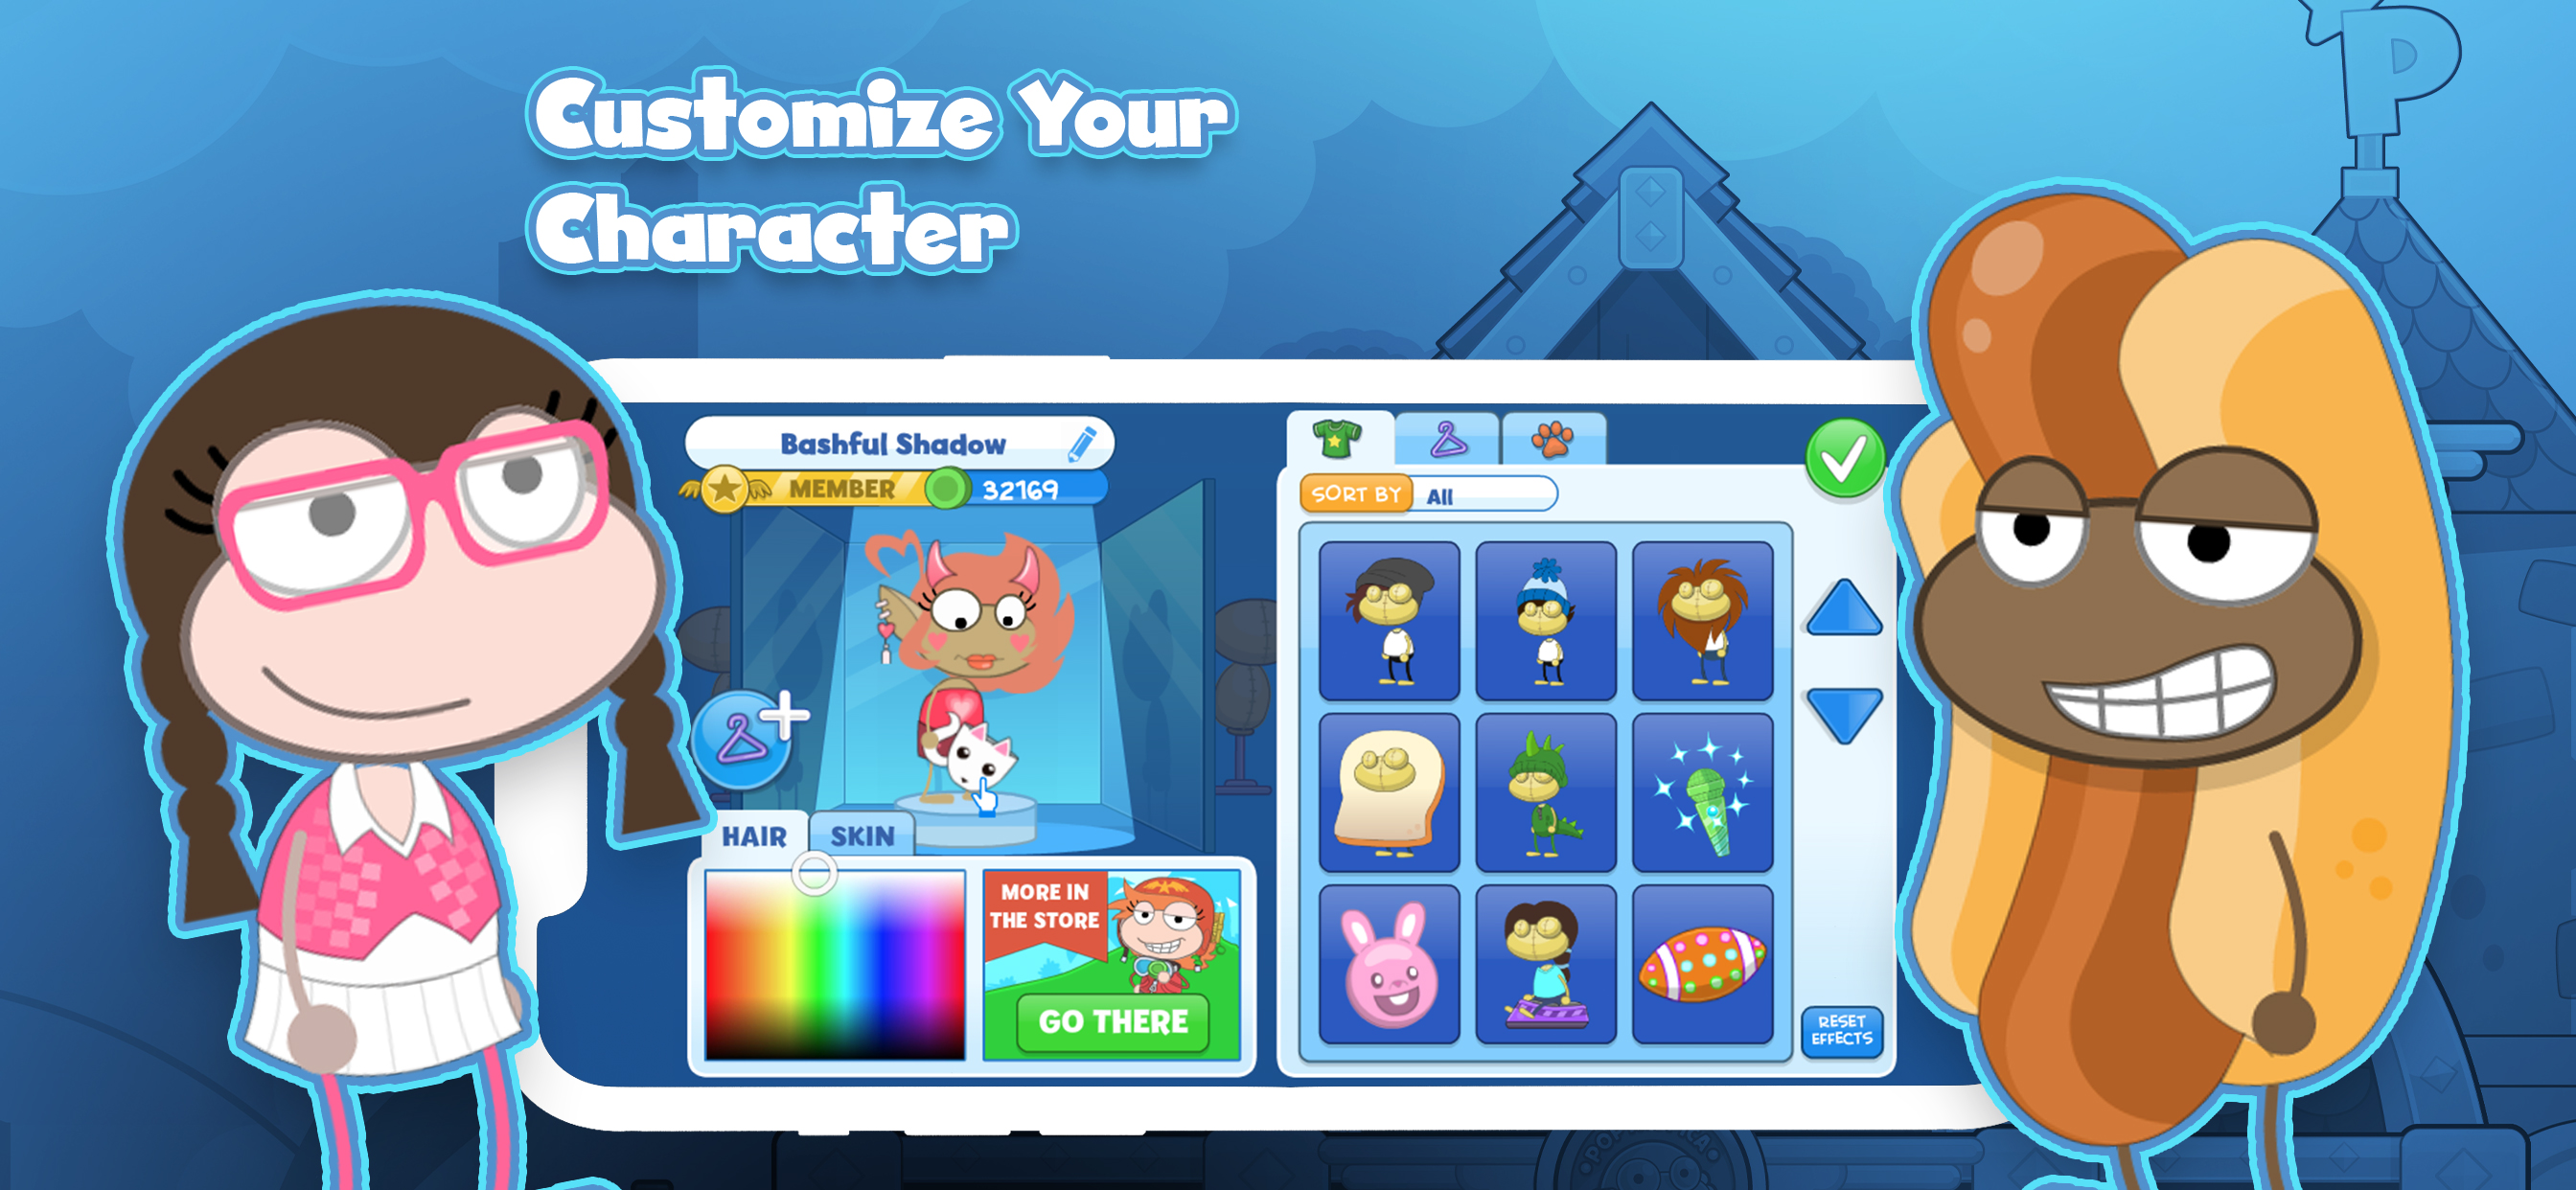 Customize Your
Character
P
Bashful Shadow
MEMBER
32169
SORT BY
All
HAIR
SKIN
MORE IN
THE STORE
GO THERE
RESET
EFFECTS